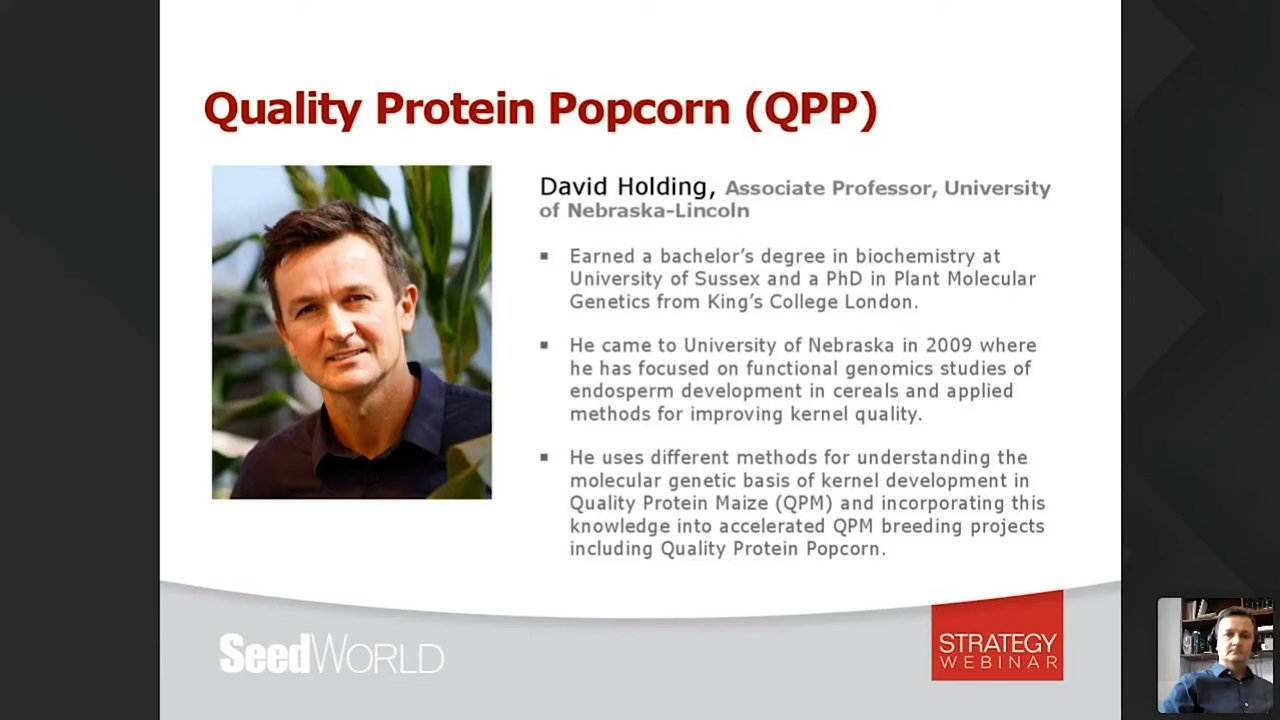 Quality Protein Popcorn (QPP)
David Holding, Associate Professor, University
of Nebraska-Lincoln
▪ Earned a bachelor’s degree in biochemistry at
University of Sussex and a PhD in Plant Molecular
Genetics from King’s College London.
▪ He came to University of Nebraska in 2009 where
he has focused on functional genomics studies of
endosperm development in cereals and applied
methods for improving kernel quality.
▪ He uses different methods for understanding the
molecular genetic basis of kernel development in
Quality Protein Maize (QPM) and incorporating this
knowledge into accelerated QPM breeding projects
including Quality Protein Popcorn.
SeedWORLD
STRATEGY
WEBINAR